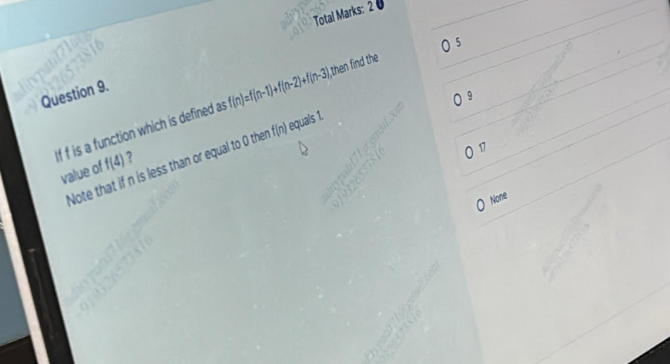 Total Marks: 2
Question 9.
If f is a function which is defined as f(n)=f(n-1)+f(n-2)+f(n-3),then find the
value of f(4) ?
Note that if n is less than or equal to 0 then f(n) equals 1.
5
9
17
None